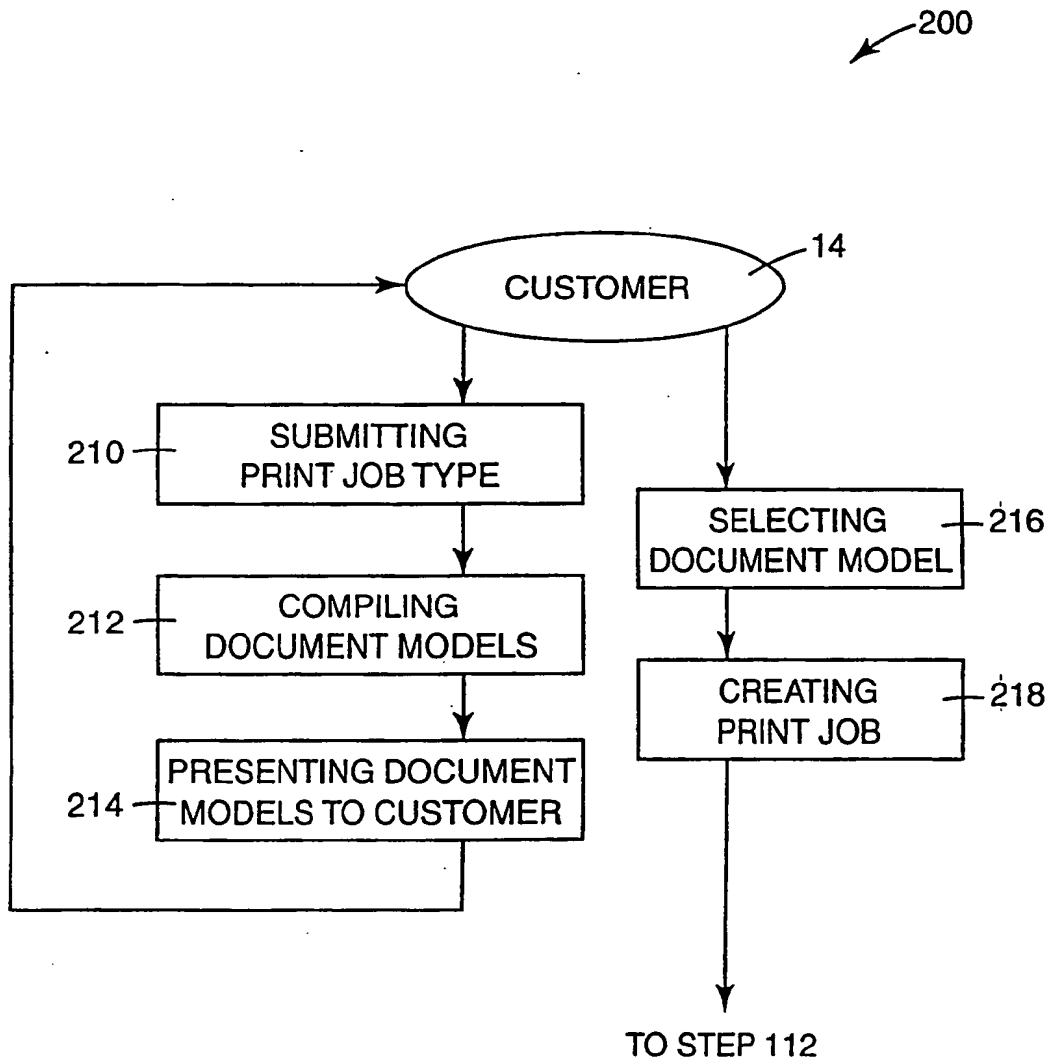 200
14
CUSTOMER
210
SUBMITTING
PRINT JOB TYPE
212
COMPILING
DOCUMENT MODELS
214
PRESENTING DOCUMENT
MODELS TO CUSTOMER
SELECTING
DOCUMENT MODEL
216
CREATING
PRINT JOB
218
TO STEP 112